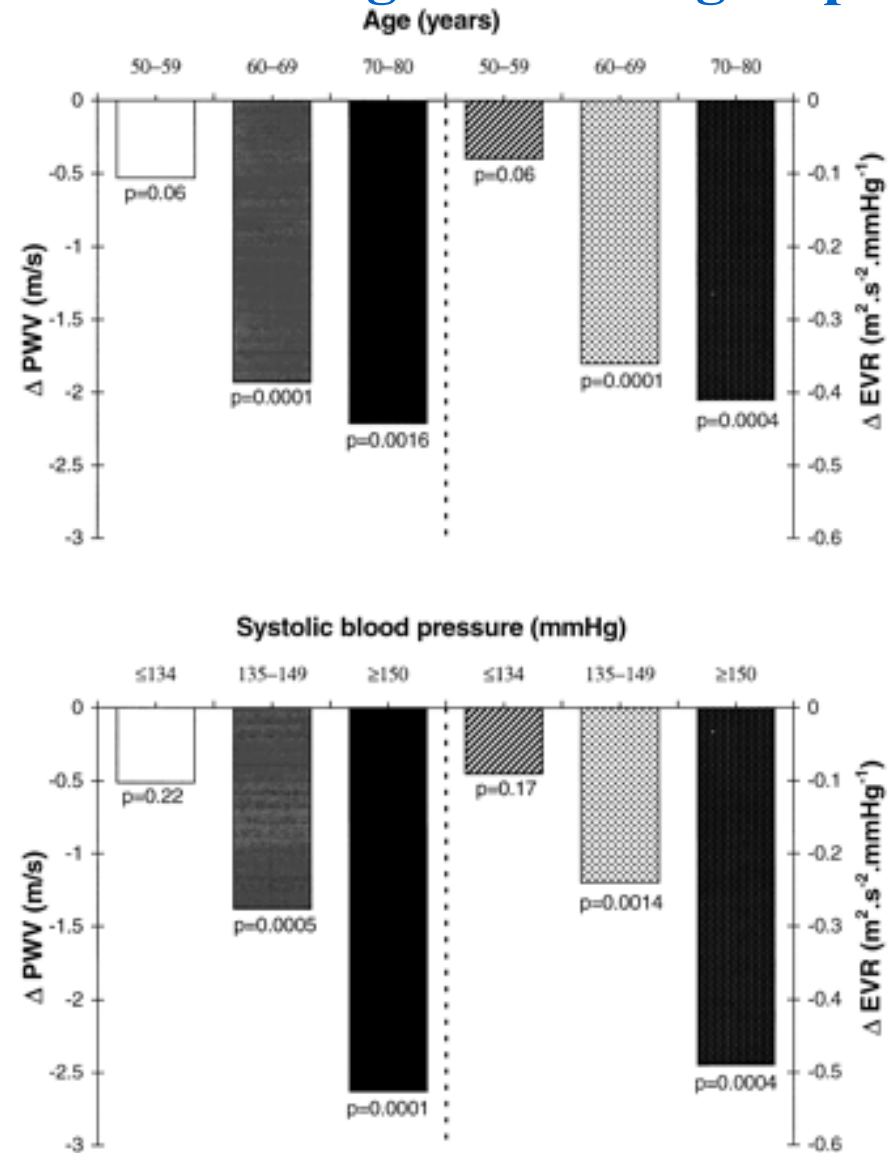 Age (years)
50–59 60–69 70–80 50–59 60–69 70–80
0 0
-0.5 -0.1
-1 -0.2
-1.5 -0.3
-2 -0.4
-2.5 -0.5
-3 -0.6
p=0.06
p=0.0001
p=0.0016
p=0.06
p=0.0001
p=0.0004
Δ PWV (m/s)
Δ EVR (m².s⁻².mmHg⁻¹)
Systolic blood pressure (mmHg)
≤134 135–149 ≥150 ≤134 135–149 ≥150
0 0
-0.5 -0.1
-1 -0.2
-1.5 -0.3
-2 -0.4
-2.5 -0.5
-3 -0.6
p=0.22
p=0.0005
p=0.0001
p=0.17
p=0.0014
p=0.0004
Δ PWV (m/s)
Δ EVR (m².s⁻².mmHg⁻¹)